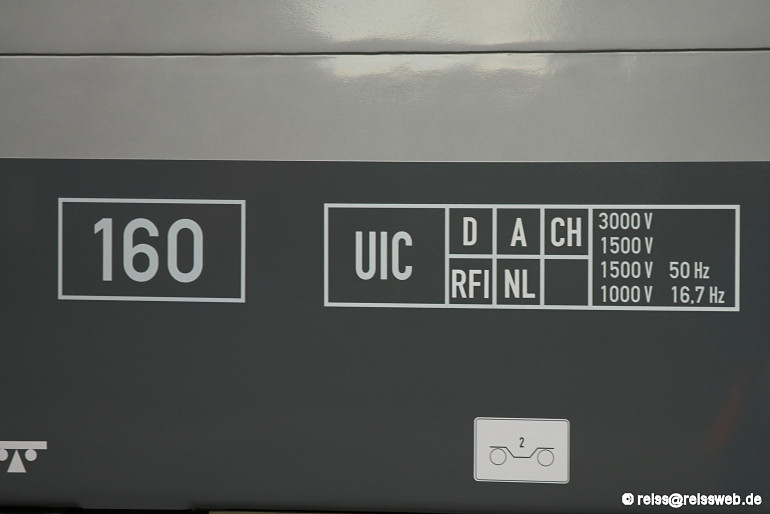 160
UIC
D A CH
RFI NL
3000 V
1500 V
1500 V 50 Hz
1000 V 16,7 Hz
2
© reiss@reissweb.de